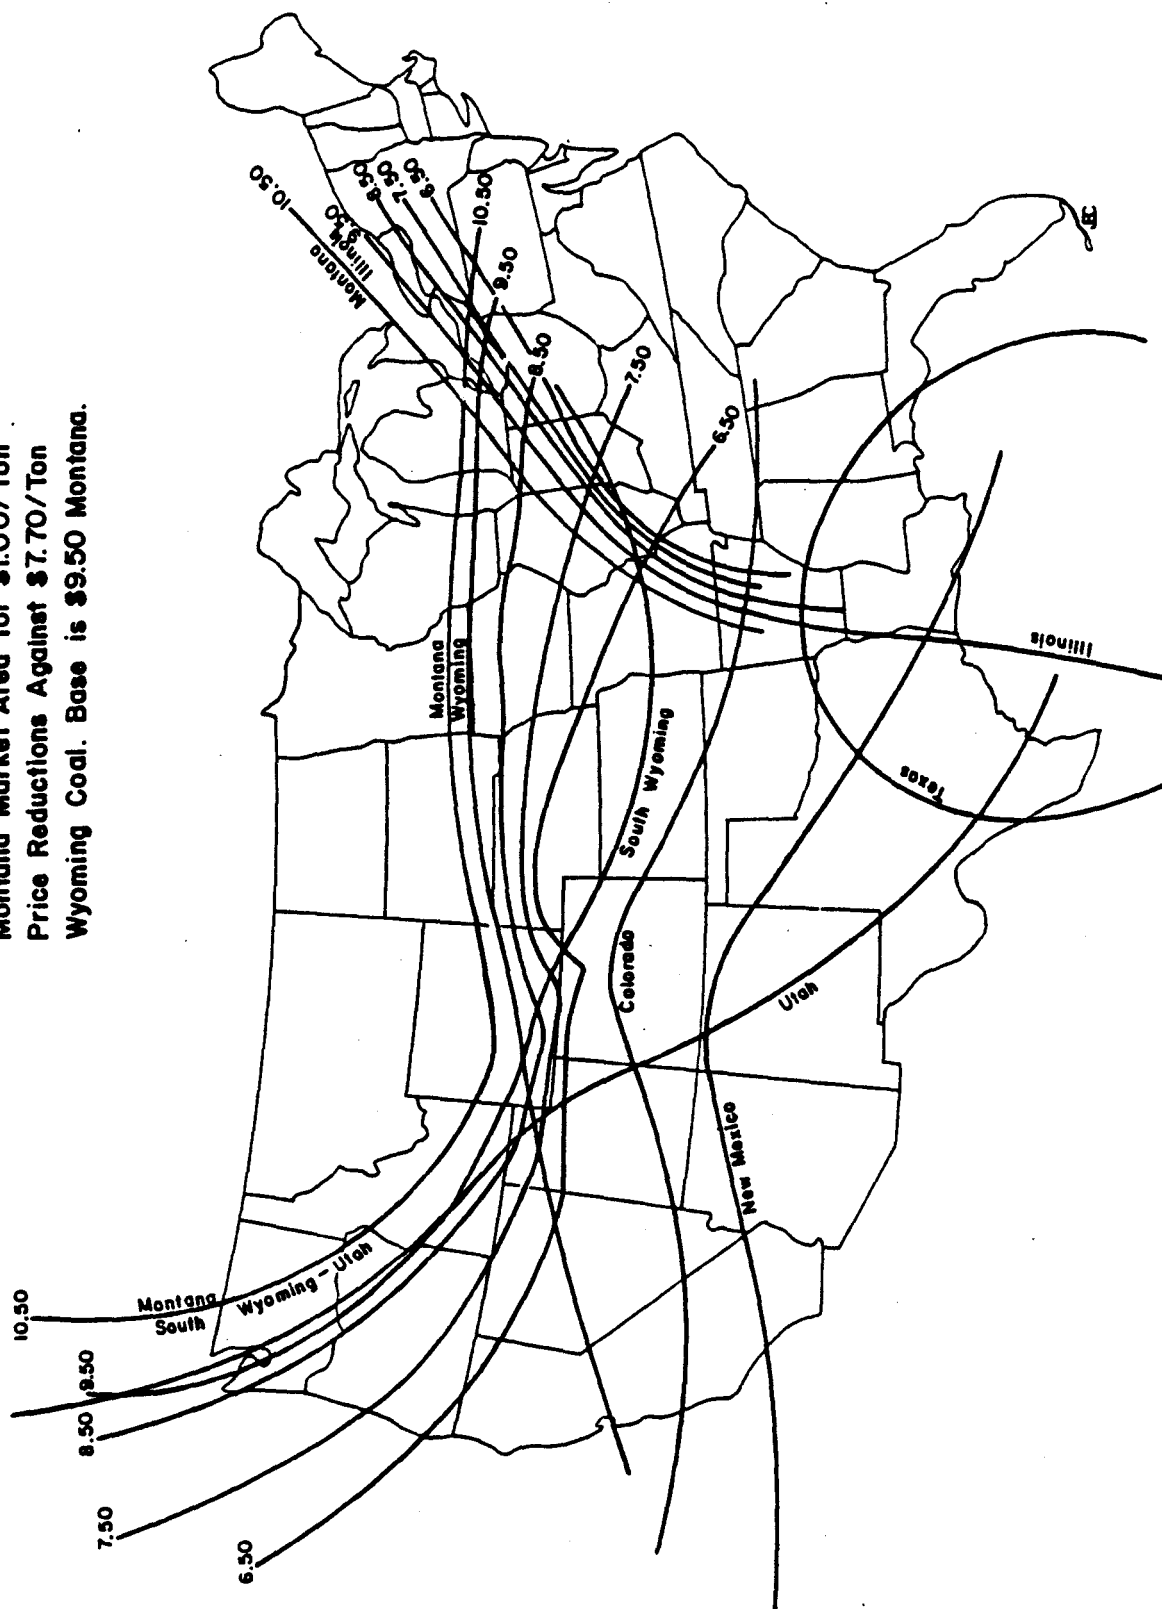 Montana Market Area for $1.00/Ton
Price Reductions Against $7.70/Ton
Wyoming Coal. Base is $9.50 Montana.
10.50
9.50
8.50
7.50
6.50
Montana
South Wyoming - Utah
Montana
Wyoming
Montana
Illinois
10.50
9.50
8.50
7.50
6.50
10.50
9.50
8.50
7.50
6.50
South Wyoming
Colorado
Utah
New Mexico
Texas
Illinois